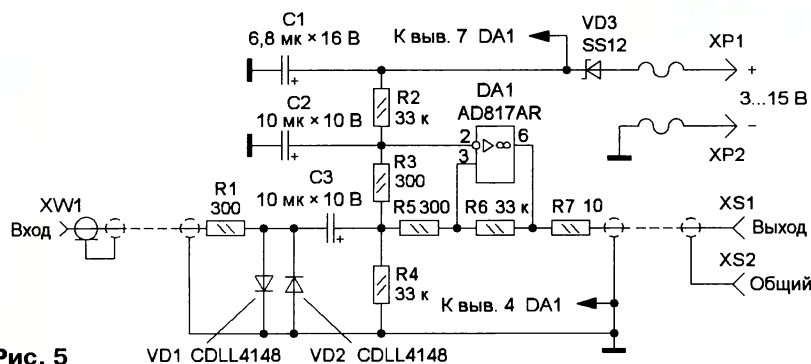 C1
6,8 мк × 16 В
К выв. 7 DA1
VD3
SS12
XP1
+
3...15 В
−
XP2
+
R2
33 к
DA1
AD817AR
C2
10 мк × 10 В
+
2
3
6
▷∞
R3
300
C3
10 мк × 10 В
+
XW1
Вход
R1
300
R5 300
R6 33 к
R7 10
XS1
Выход
XS2
Общий
R4
33 к
К выв. 4 DA1
Рис. 5
VD1 CDLL4148
VD2 CDLL4148